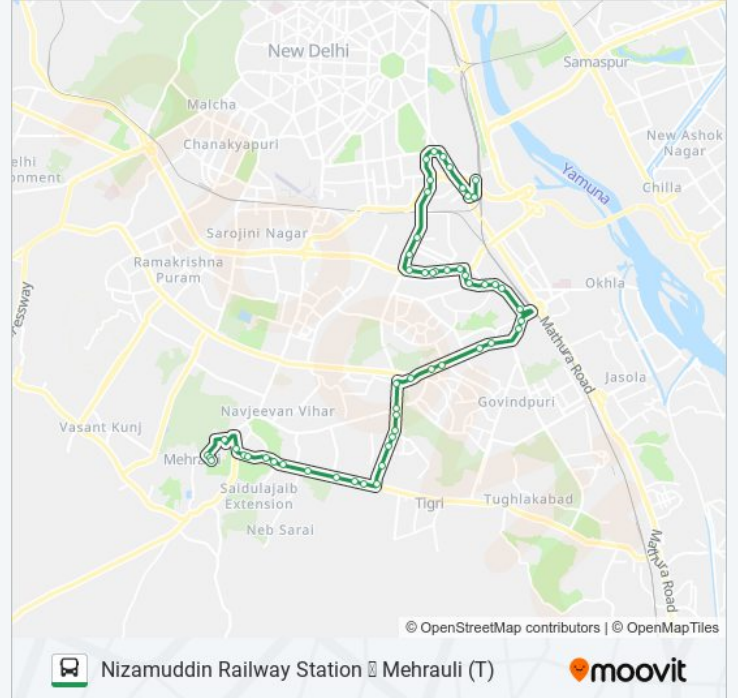 New Delhi
Samaspur
Malcha
New Ashok
Nagar
Chanakyapuri
elhi
onment
Yamuna
Chilla
Sarojini Nagar
Ramakrishna
Puram
Okhla
ressway
Mathura Road
Jasola
Navjeevan Vihar
Govindpuri
Vasant Kunj
Mehrauli
Saidulajaib
Extension
Tigri
Tughlakabad
Neb Sarai
Mathura Road
© OpenStreetMap contributors | © OpenMapTiles
Nizamuddin Railway Station Mehrauli (T)
moovit